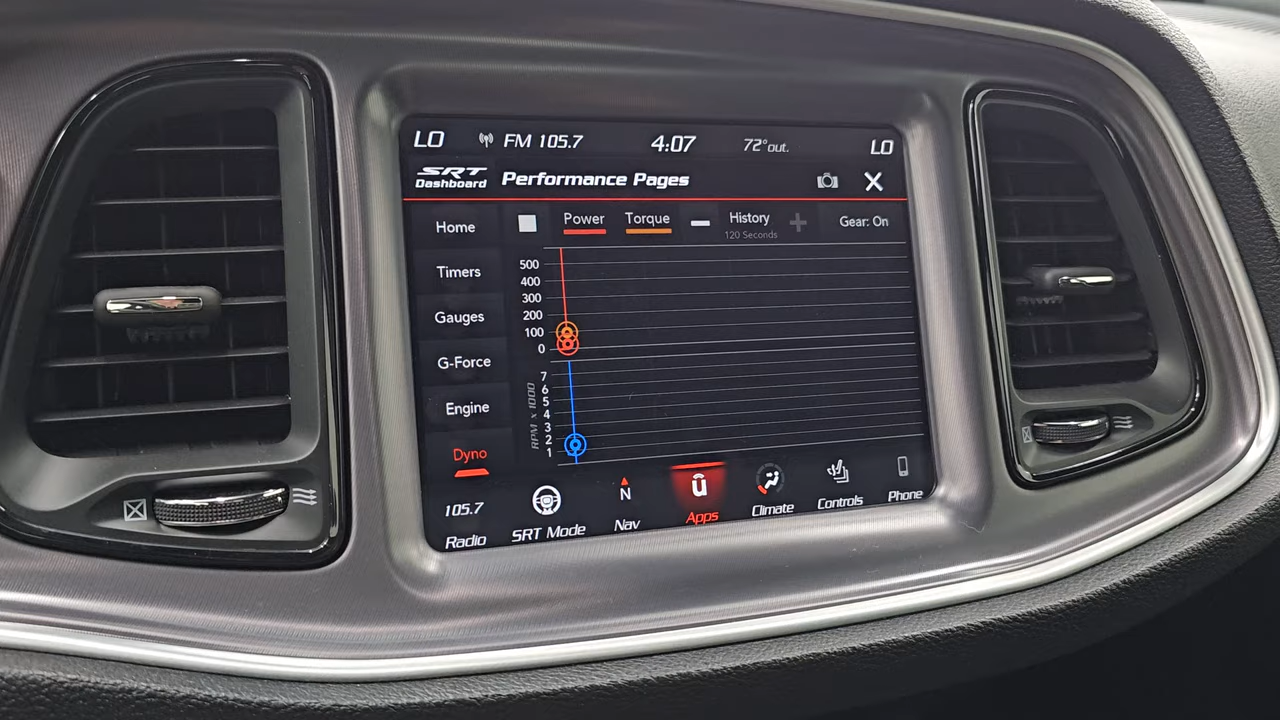 LO FM 105.7 4:07 72° out. LO
SRT Dashboard Performance Pages X
Home
Power Torque History Gear: On
120 Seconds
Timers
Gauges
G-Force
Engine
Dyno
500
400
300
200
100
0
RPM x 1000
7
6
5
4
3
2
1
105.7
Radio
SRT Mode
N
Nav
û
Apps
Climate
Controls
Phone